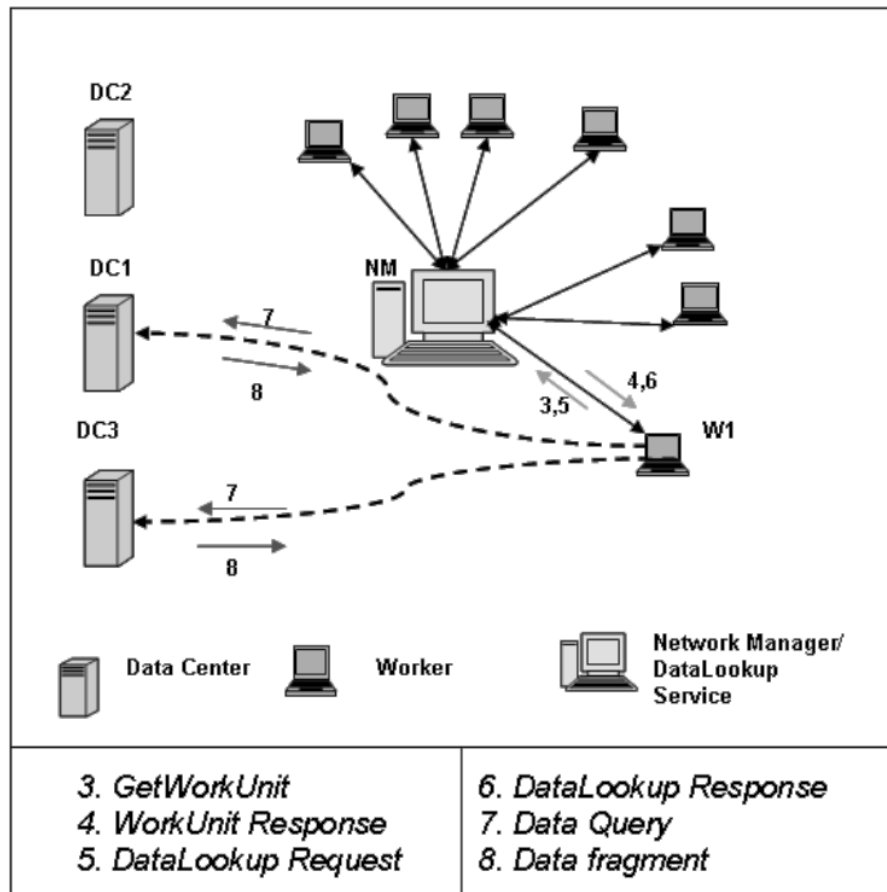 DC2
DC1
NM
7
8
4,6
3,5
DC3
W1
7
8
Data Center
Worker
Network Manager/
DataLookup
Service
3. GetWorkUnit
4. WorkUnit Response
5. DataLookup Request
6. DataLookup Response
7. Data Query
8. Data fragment